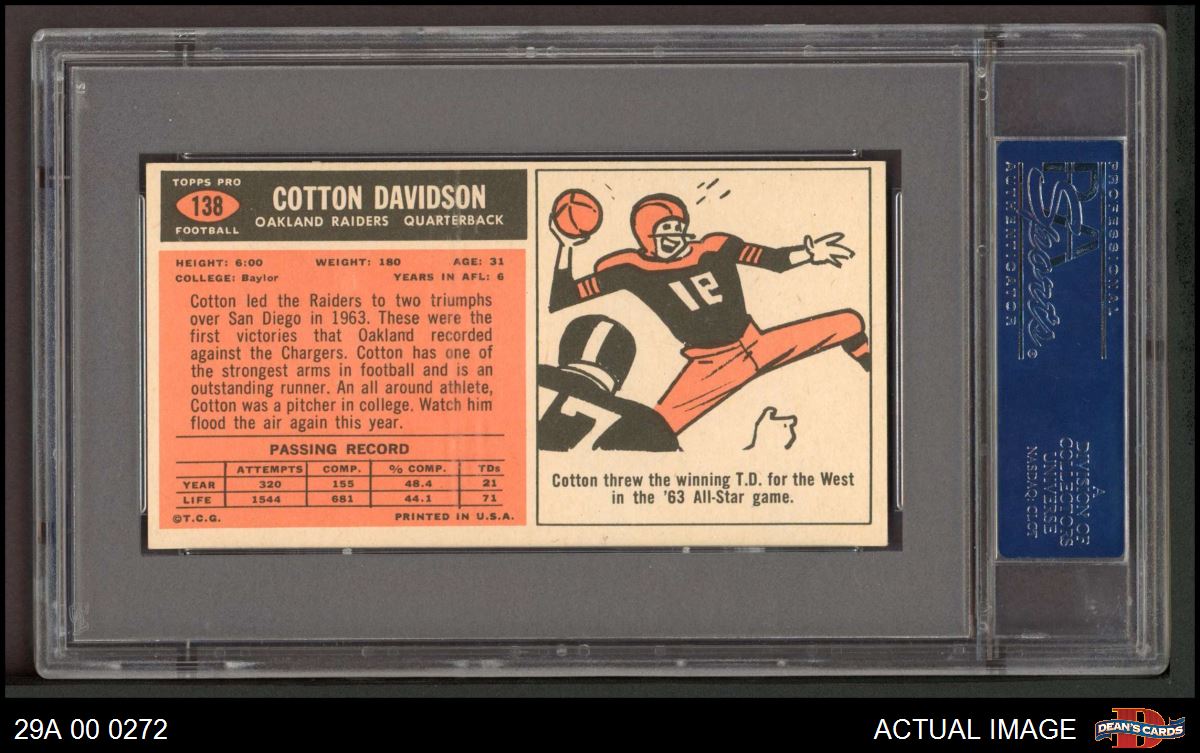 TOPPS PRO
138
FOOTBALL
COTTON DAVIDSON
OAKLAND RAIDERS QUARTERBACK
HEIGHT: 6:00 WEIGHT: 180 AGE: 31
COLLEGE: Baylor YEARS IN AFL: 6
Cotton led the Raiders to two triumphs
over San Diego in 1963. These were the
first victories that Oakland recorded
against the Chargers. Cotton has one of
the strongest arms in football and is an
outstanding runner. An all around athlete,
Cotton was a pitcher in college. Watch him
flood the air again this year.
PASSING RECORD
ATTEMPTS COMP. % COMP. TDs
YEAR 320 155 48.4 21
LIFE 1544 681 44.1 71
©T.C.G. PRINTED IN U.S.A.
19
17
Cotton threw the winning T.D. for the West
in the '63 All-Star game.
PROFESSIONAL
PSA
Sports
®
AUTHENTICATOR
A
DIVISION OF
COLLECTORS
UNIVERSE
NASDAQ: CLCT
29A 00 0272
ACTUAL IMAGE
DEAN'S CARDS